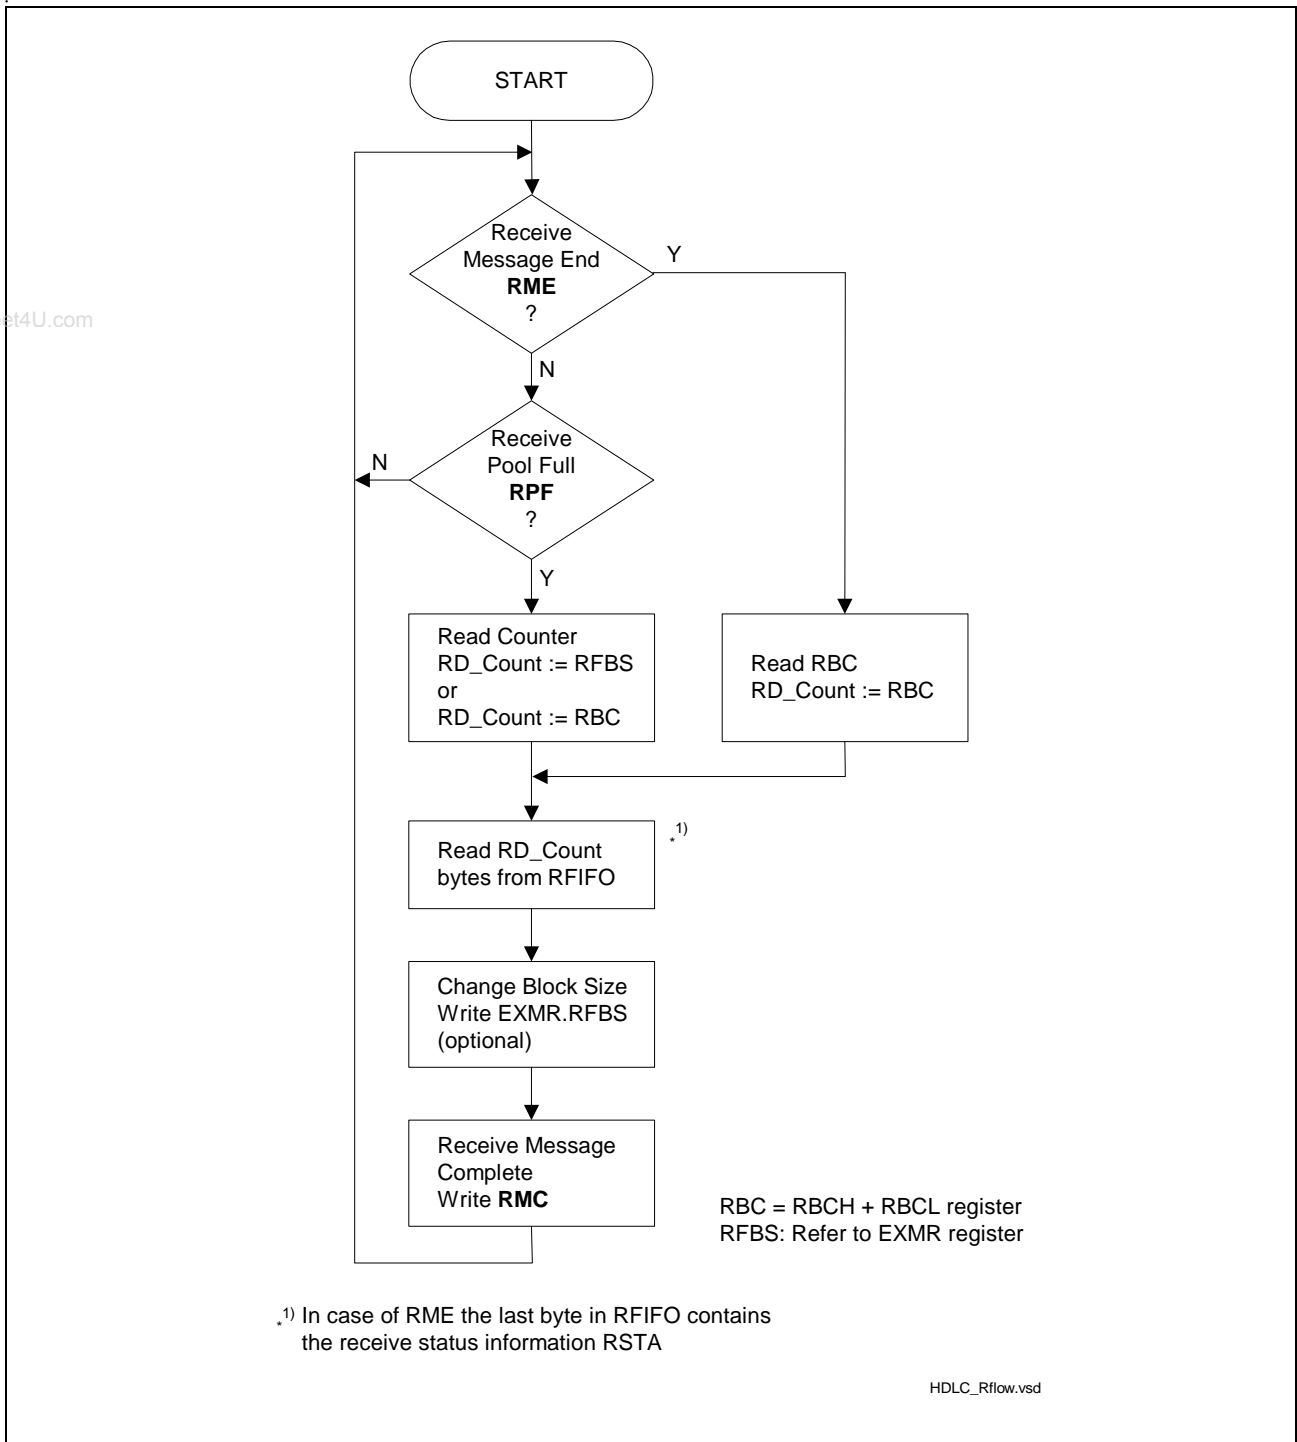 START
Receive
Message End
RME
?
Y
et4U.com
N
Receive
Pool Full
RPF
?
N
Y
Read Counter
RD_Count := RFBS
or
RD_Count := RBC
Read RBC
RD_Count := RBC
Read RD_Count
bytes from RFIFO
*1)
Change Block Size
Write EXMR.RFBS
(optional)
Receive Message
Complete
Write RMC
RBC = RBCH + RBCL register
RFBS: Refer to EXMR register
*1) In case of RME the last byte in RFIFO contains
the receive status information RSTA
HDLC_Rflow.vsd